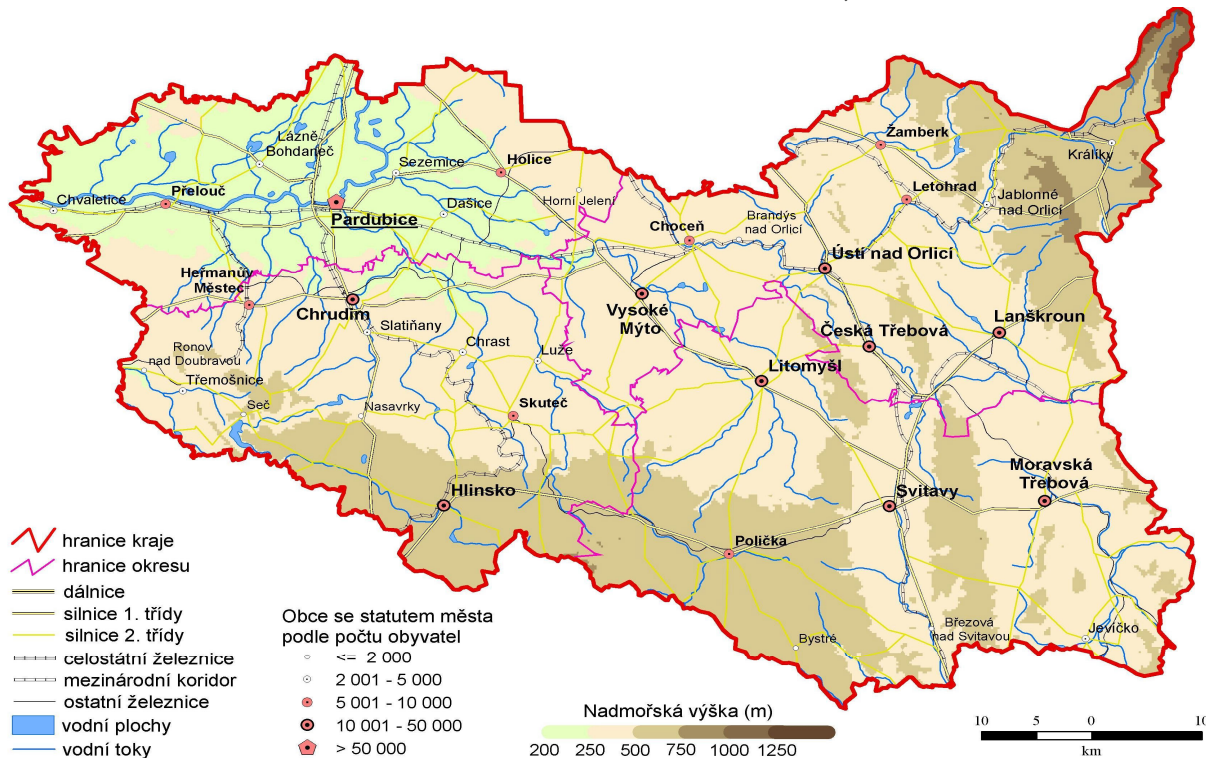 Lázně
Bohdaneč
Žamberk
Králíky
Sezemice
Holice
Chvaletice
Přelouč
Pardubice
Dašice
Horní Jelení
Letohrad
Jablonné
nad Orlicí
Choceň
Brandýs
nad Orlicí
Ústí nad Orlicí
Heřmanův
Městec
Chrudim
Vysoké
Mýto
Lanškroun
Slatiňany
Česká Třebová
Ronov
nad Doubravou
Chrast
Luže
Třemošnice
Litomyšl
Seč
Nasavrky
Skuteč
Hlinsko
Svitavy
Moravská
Třebová
Polička
Bystré
Březová
nad Svitavou
Jevíčko
hranice kraje
hranice okresu
dálnice
silnice 1. třídy
silnice 2. třídy
celostátní železnice
mezinárodní koridor
ostatní železnice
vodní plochy
vodní toky
Obce se statutem města
podle počtu obyvatel
<= 2 000
2 001 - 5 000
5 001 - 10 000
10 001 - 50 000
> 50 000
Nadmořská výška (m)
200 250 500 750 1000 1250
10 5 0 10
km